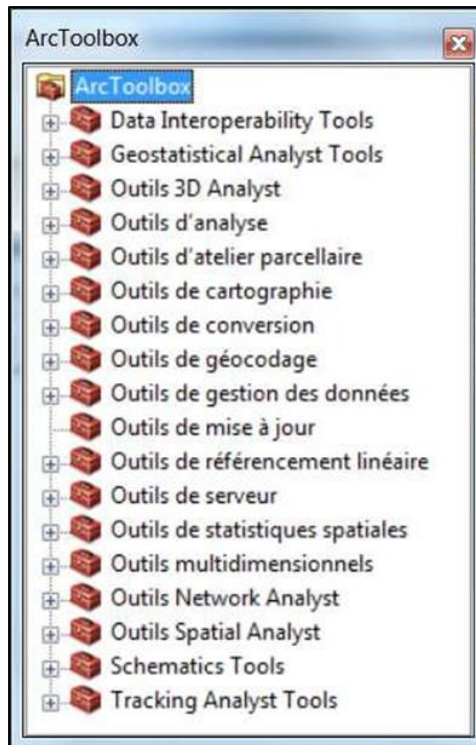 ArcToolbox
ArcToolbox
Data Interoperability Tools
Geostatistical Analyst Tools
Outils 3D Analyst
Outils d'analyse
Outils d'atelier parcellaire
Outils de cartographie
Outils de conversion
Outils de géocodage
Outils de gestion des données
Outils de mise à jour
Outils de référencement linéaire
Outils de serveur
Outils de statistiques spatiales
Outils multidimensionnels
Outils Network Analyst
Outils Spatial Analyst
Schematics Tools
Tracking Analyst Tools